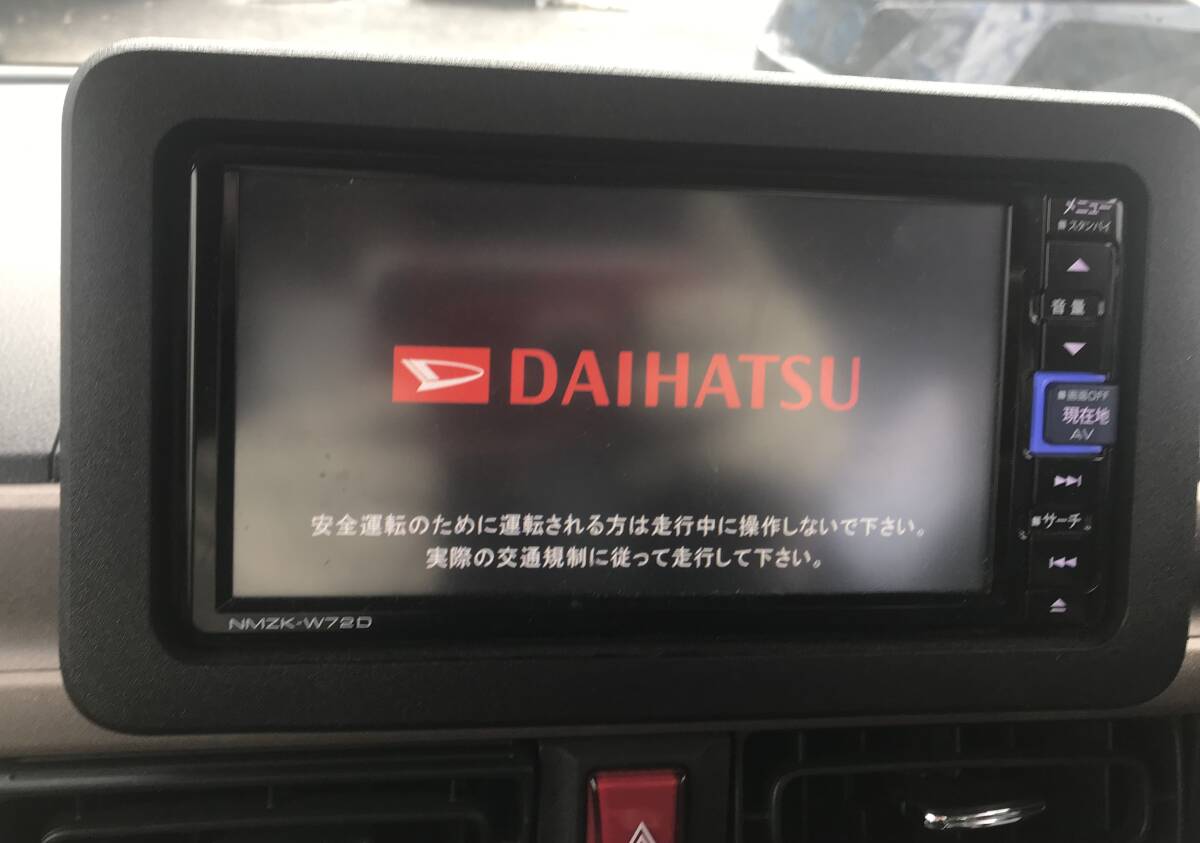 DAIHATSU
安全運転のために運転される方は走行中に操作しないで下さい。
実際の交通規制に従って走行して下さい。
NMZK-W72D
メニュー
■スタンバイ
音量
■画面OFF
現在地
AV
■サーチ